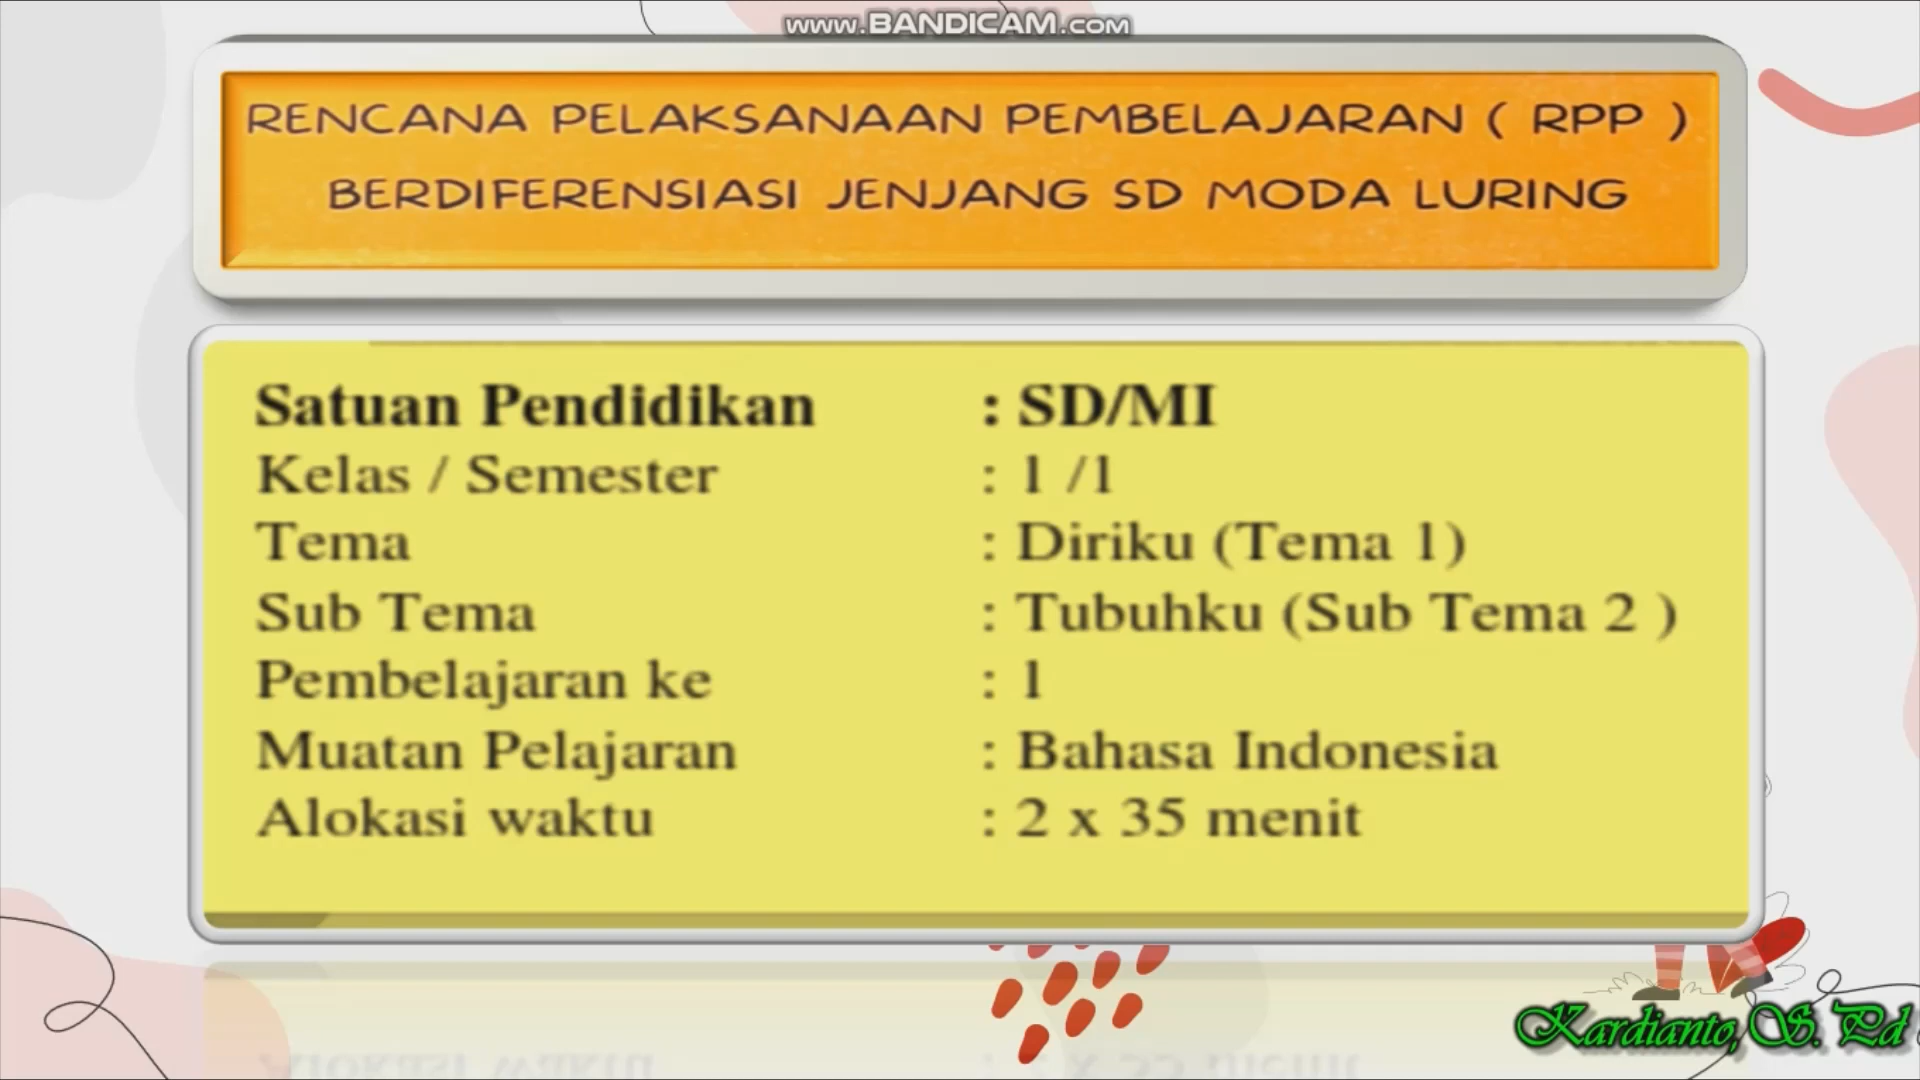 www.BANDICAM.com
RENCANA PELAKSANAAN PEMBELAJARAN ( RPP )
BERDIFERENSIASI JENJANG SD MODA LURING
Satuan Pendidikan : SD/MI
Kelas / Semester : 1 /1
Tema : Diriku (Tema 1)
Sub Tema : Tubuhku (Sub Tema 2 )
Pembelajaran ke : 1
Muatan Pelajaran : Bahasa Indonesia
Alokasi waktu : 2 x 35 menit
Kardianto, S. Pd